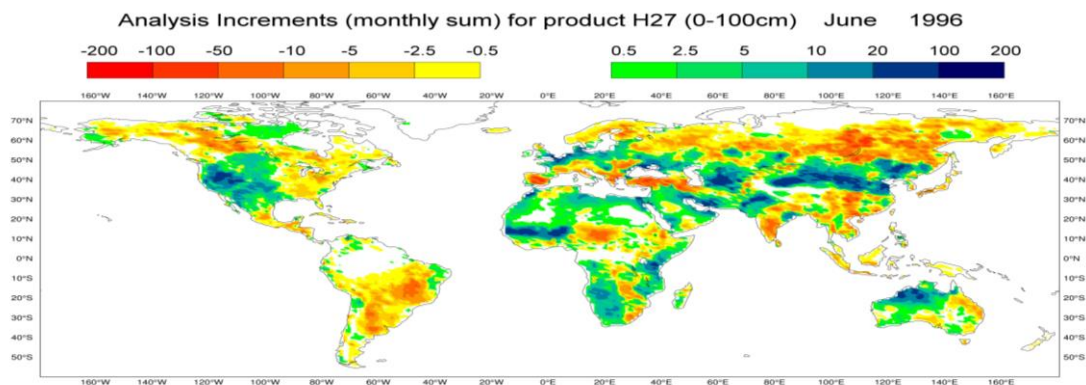 Analysis Increments (monthly sum) for product H27 (0-100cm) June 1996
-200 -100 -50 -10 -5 -2.5 -0.5 0.5 2.5 5 10 20 100 200
160°W 140°W 120°W 100°W 80°W 60°W 40°W 20°W 0°E 20°E 40°E 60°E 80°E 100°E 120°E 140°E 160°E
70°N 70°N
60°N 60°N
50°N 50°N
40°N 40°N
30°N 30°N
20°N 20°N
10°N 10°N
0°N 0°N
10°S 10°S
20°S 20°S
30°S 30°S
40°S 40°S
50°S 50°S
160°W 140°W 120°W 100°W 80°W 60°W 40°W 20°W 0°E 20°E 40°E 60°E 80°E 100°E 120°E 140°E 160°E